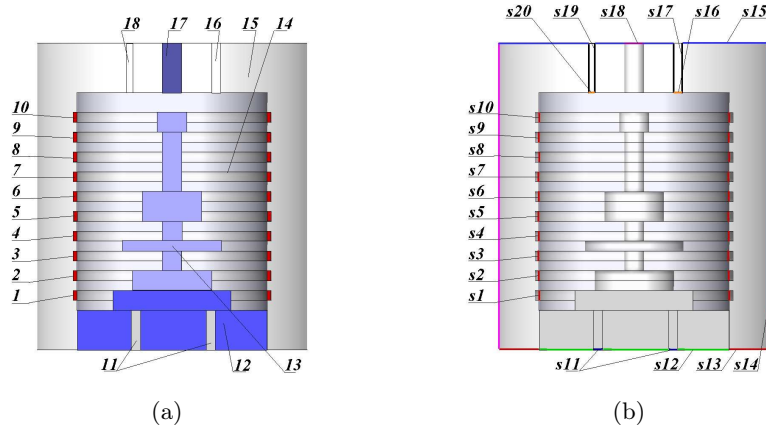 18 17 16 15 14
10
9
8
7
6
5
4
3
2
1
11 12 13
(a)
s20 s19 s18 s17 s16 s15
s10
s9
s8
s7
s6
s5
s4
s3
s2
s1
s11 s12 s13 s14
(b)